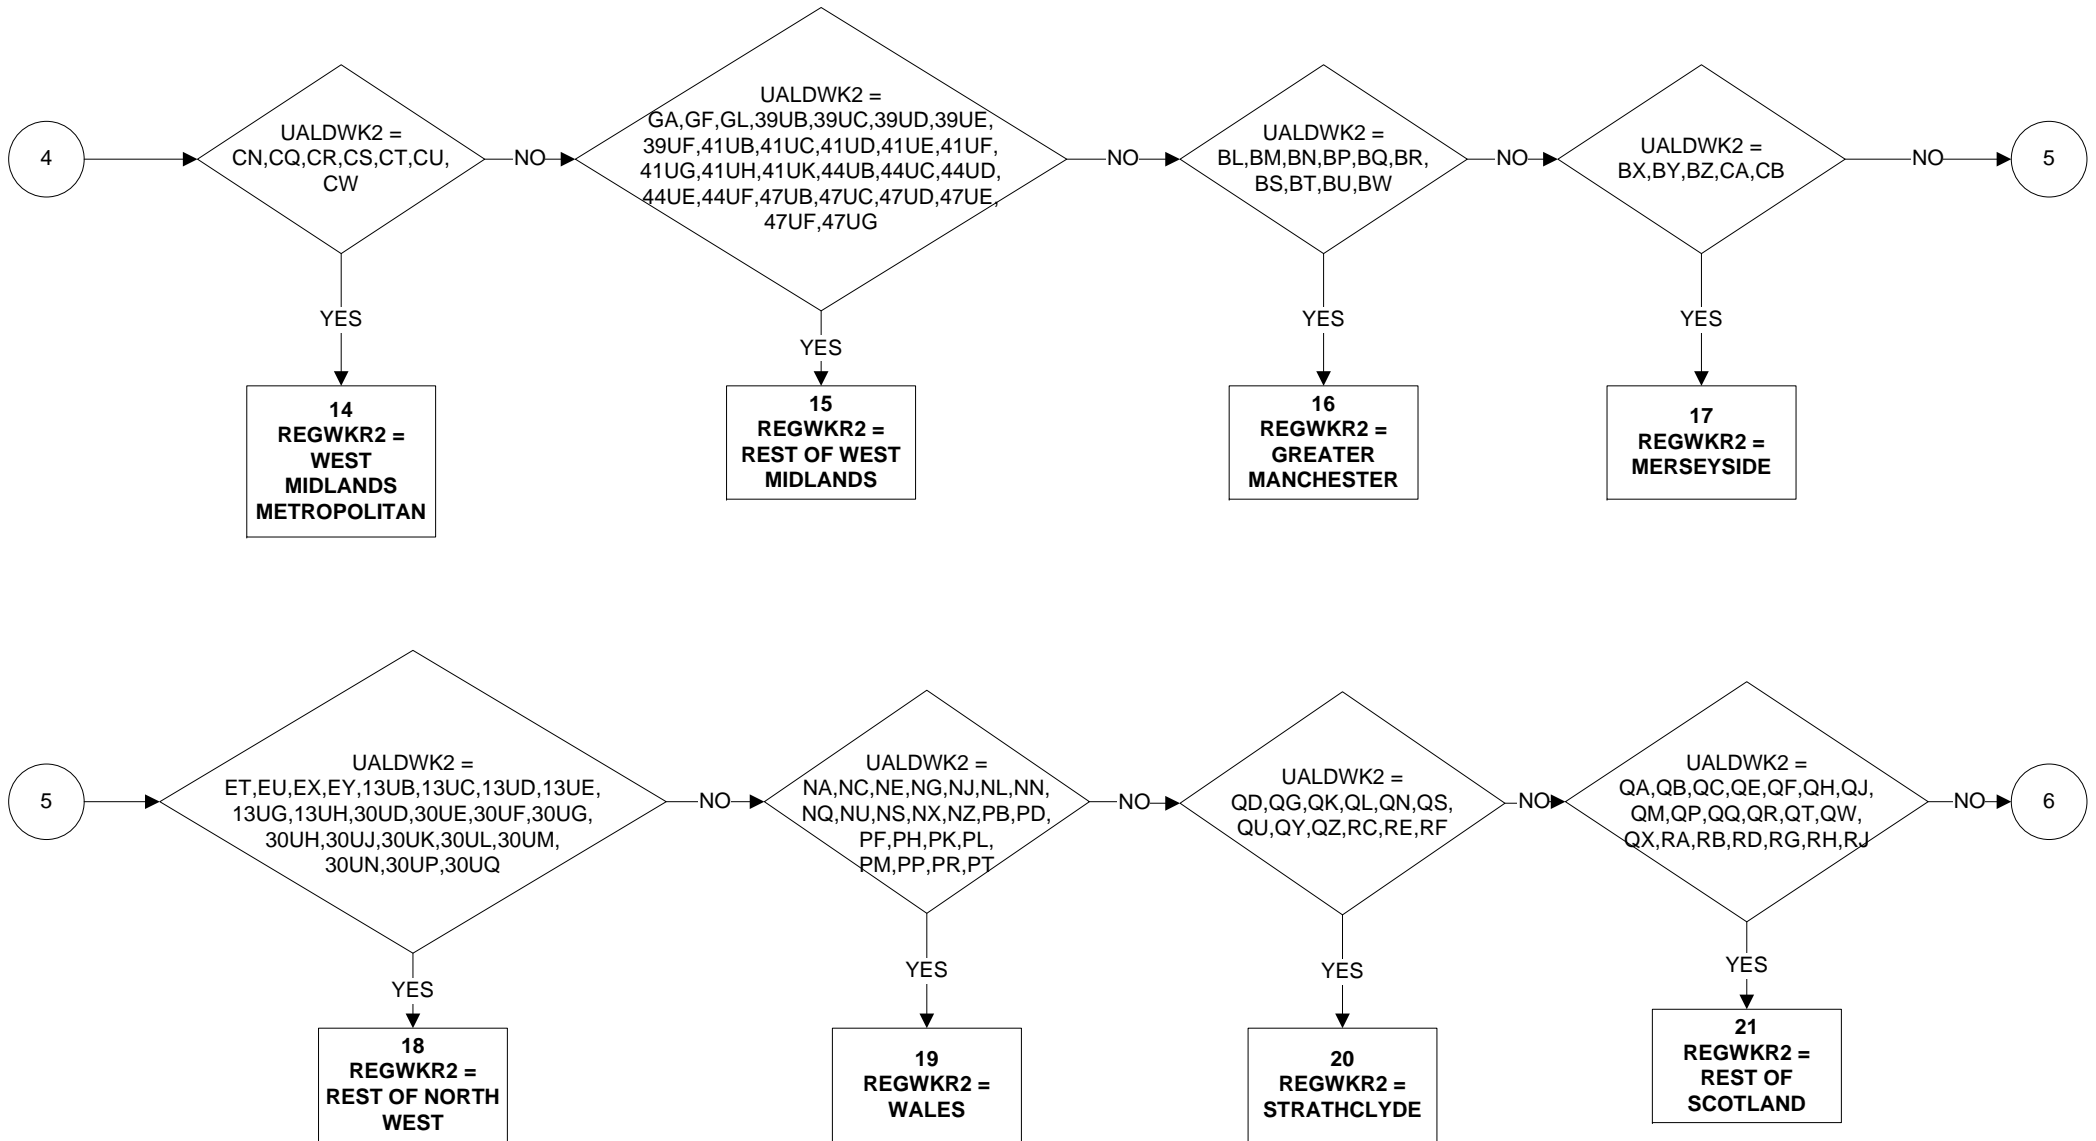 4
UALDWK2 =
CN,CQ,CR,CS,CT,CU,
CW
NO
UALDWK2 =
GA,GF,GL,39UB,39UC,39UD,39UE,
39UF,41UB,41UC,41UD,41UE,41UF,
41UG,41UH,41UK,44UB,44UC,44UD,
44UE,44UF,47UB,47UC,47UD,47UE,
47UF,47UG
NO
UALDWK2 =
BL,BM,BN,BP,BQ,BR,
BS,BT,BU,BW
NO
UALDWK2 =
BX,BY,BZ,CA,CB
NO
5
YES
YES
YES
YES
14
REGWKR2 =
WEST
MIDLANDS
METROPOLITAN
15
REGWKR2 =
REST OF WEST
MIDLANDS
16
REGWKR2 =
GREATER
MANCHESTER
17
REGWKR2 =
MERSEYSIDE
5
UALDWK2 =
ET,EU,EX,EY,13UB,13UC,13UD,13UE,
13UG,13UH,30UD,30UE,30UF,30UG,
30UH,30UJ,30UK,30UL,30UM,
30UN,30UP,30UQ
NO
UALDWK2 =
NA,NC,NE,NG,NJ,NL,NN,
NQ,NU,NS,NX,NZ,PB,PD,
PF,PH,PK,PL,
PM,PP,PR,PT
NO
UALDWK2 =
QD,QG,QK,QL,QN,QS,
QU,QY,QZ,RC,RE,RF
NO
UALDWK2 =
QA,QB,QC,QE,QF,QH,QJ,
QM,QP,QQ,QR,QT,QW,
QX,RA,RB,RD,RG,RH,RJ
NO
6
YES
YES
YES
YES
18
REGWKR2 =
REST OF NORTH
WEST
19
REGWKR2 =
WALES
20
REGWKR2 =
STRATHCLYDE
21
REGWKR2 =
REST OF
SCOTLAND